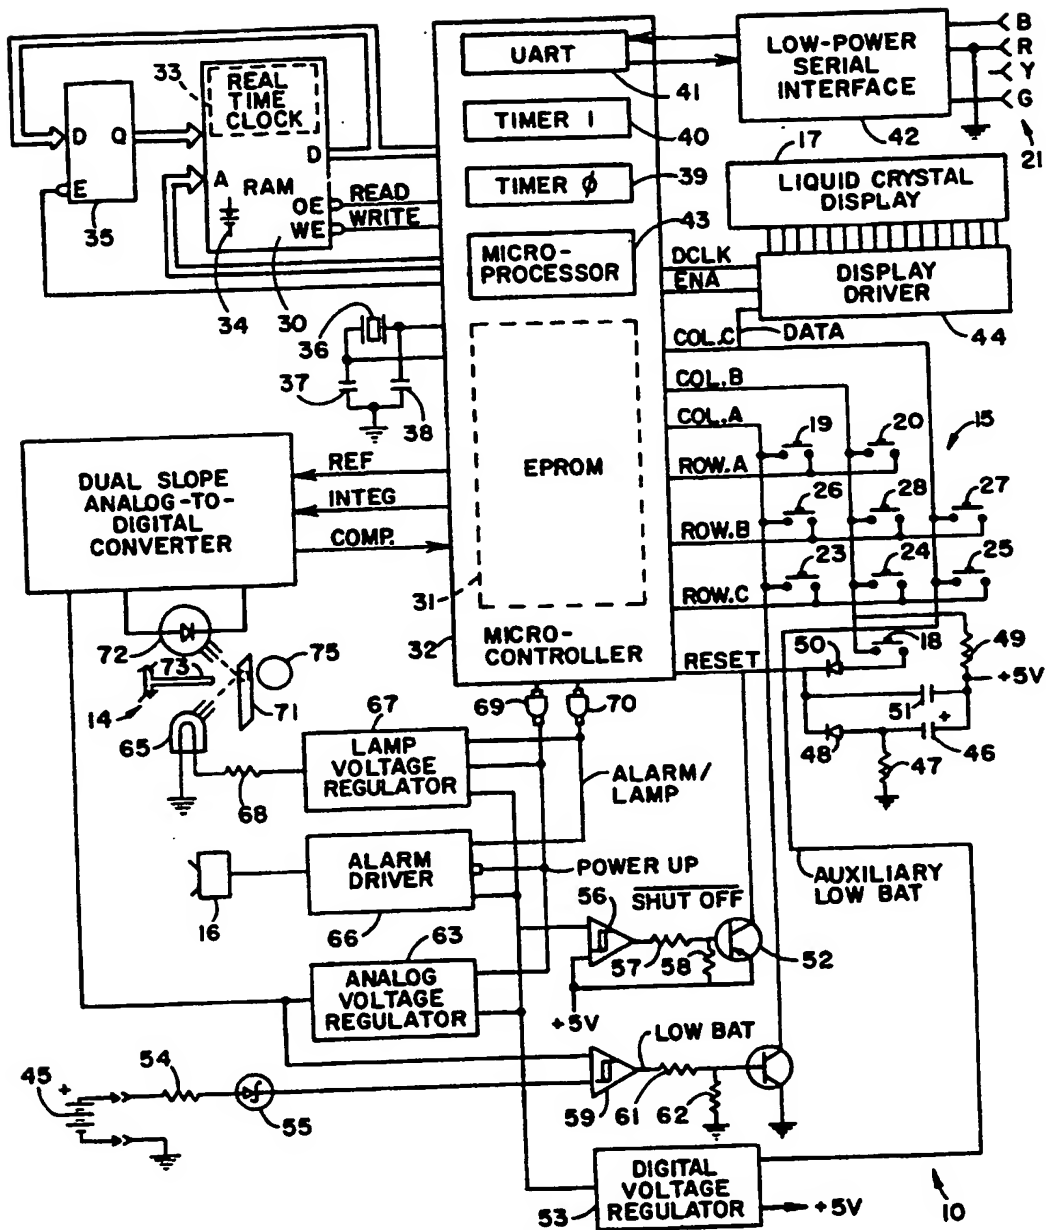 UART
41
TIMER 1
40
TIMER ϕ
39
MICRO-
PROCESSOR
43
EPROM
31
MICRO-
CONTROLLER
32
LOW-POWER
SERIAL
INTERFACE
42
B
R
Y
G
21
17
LIQUID CRYSTAL
DISPLAY
DISPLAY
DRIVER
44
DCLK
ENA
DATA
COL.C
COL.B
COL.A
ROW.A
ROW.B
ROW.C
RESET
19
20
15
26
28
27
23
24
25
18
50
49
+5V
51
+
48
46
47
33
REAL
TIME
CLOCK
D
Q
E
35
A
RAM
D
OE
WE
READ
WRITE
34
30
36
37
38
DUAL SLOPE
ANALOG-TO-
DIGITAL
CONVERTER
REF
INTEG
COMP.
72
73
75
14
71
65
68
67
LAMP
VOLTAGE
REGULATOR
69
70
ALARM/
LAMP
ALARM
DRIVER
66
16
POWER UP
AUXILIARY
LOW BAT
56
SHUT OFF
57
58
52
+5V
63
ANALOG
VOLTAGE
REGULATOR
LOW BAT
59
61
62
45
+
54
55
DIGITAL
VOLTAGE
REGULATOR
53
+5V
10